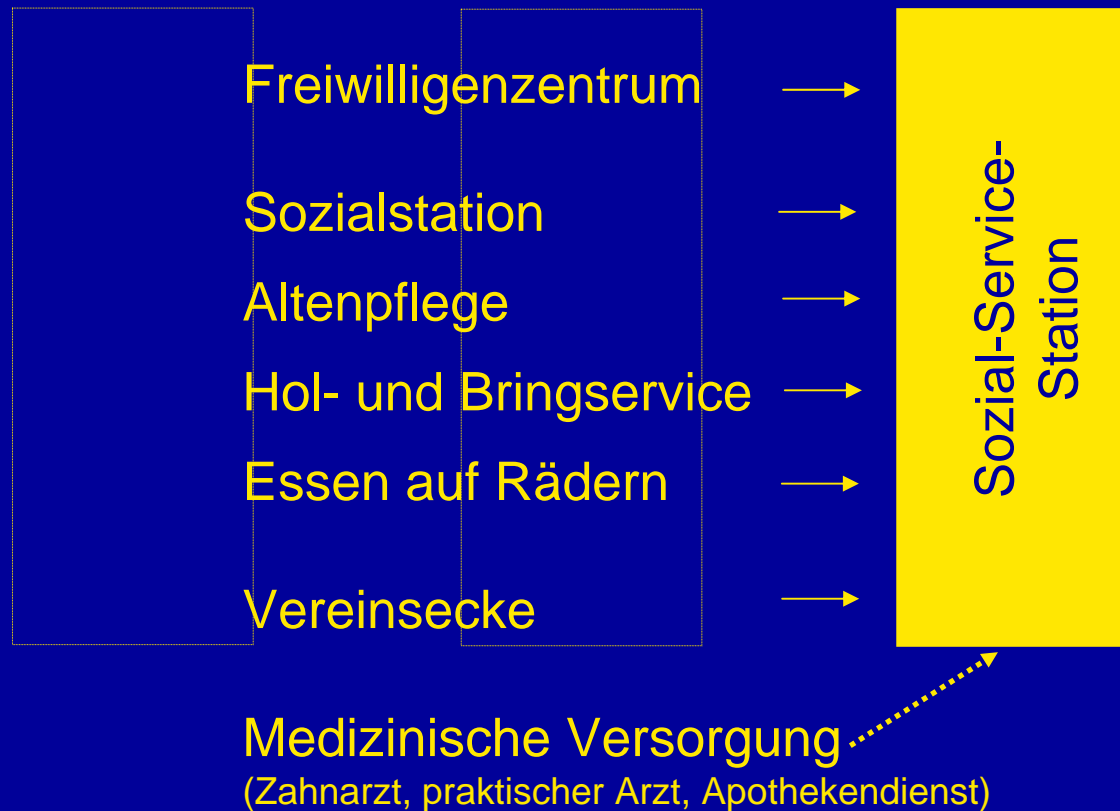 Freiwilligenzentrum
Sozialstation
Altenpflege
Hol- und Bringservice
Essen auf Rädern
Vereinsecke
Medizinische Versorgung
(Zahnarzt, praktischer Arzt, Apothekendienst)
Sozial-Service-
Station